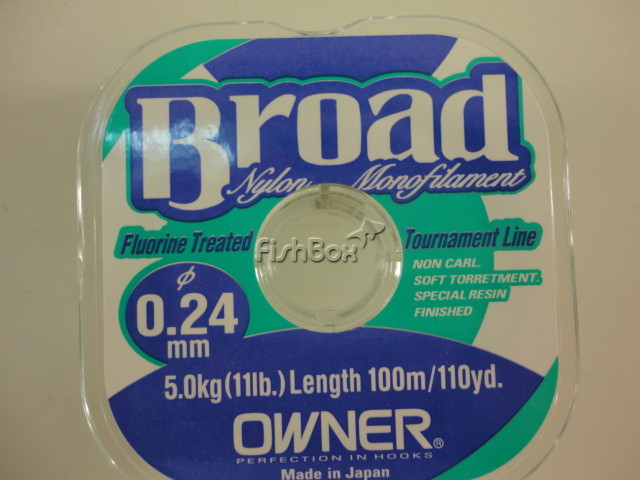 Broad
Nylon Monofilament
Fluorine Treated
FishBox
Tournament Line
NON CARL.
SOFT TORRETMENT.
SPECIAL RESIN
FINISHED
φ
0.24
mm
5.0kg(11lb.) Length 100m/110yd.
OWNER®
PERFECTION IN HOOKS
Made in Japan